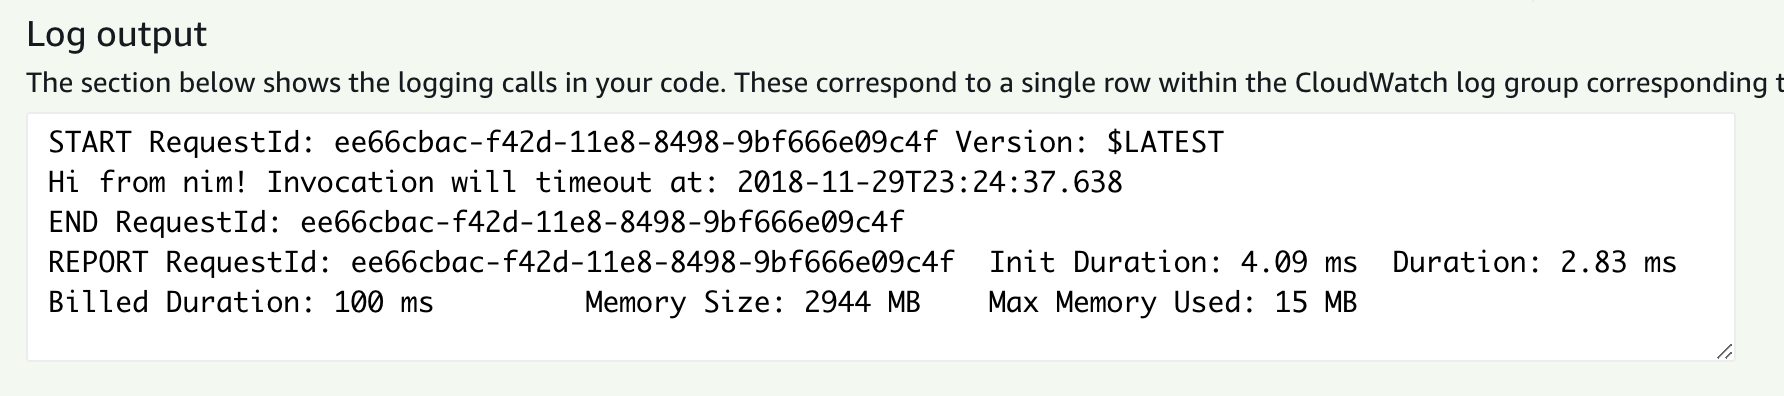 Log output
The section below shows the logging calls in your code. These correspond to a single row within the CloudWatch log group corresponding
START RequestId: ee66cbac-f42d-11e8-8498-9bf666e09c4f Version: $LATEST
Hi from nim! Invocation will timeout at: 2018-11-29T23:24:37.638
END RequestId: ee66cbac-f42d-11e8-8498-9bf666e09c4f
REPORT RequestId: ee66cbac-f42d-11e8-8498-9bf666e09c4f Init Duration: 4.09 ms Duration: 2.83 ms
Billed Duration: 100 ms Memory Size: 2944 MB Max Memory Used: 15 MB